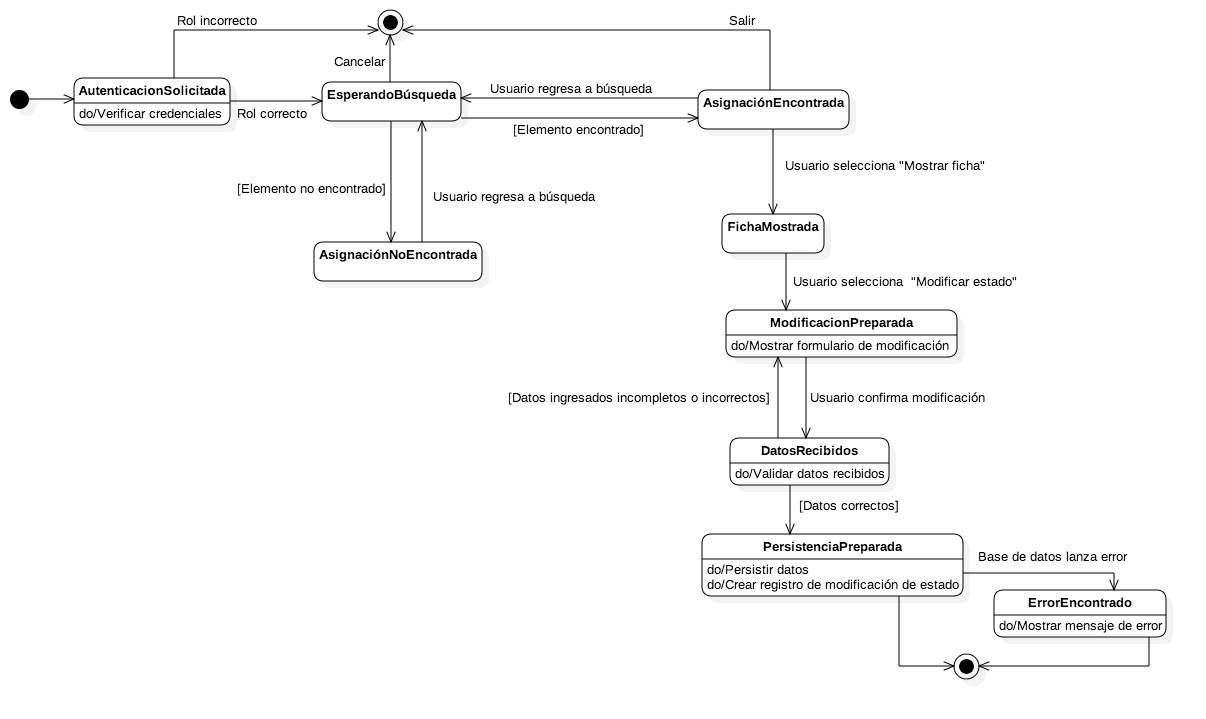 Rol incorrecto
Salir
Cancelar
AutenticacionSolicitada
do/Verificar credenciales
Rol correcto
EsperandoBúsqueda
Usuario regresa a búsqueda
[Elemento encontrado]
AsignaciónEncontrada
Usuario selecciona "Mostrar ficha"
[Elemento no encontrado]
Usuario regresa a búsqueda
AsignaciónNoEncontrada
FichaMostrada
Usuario selecciona  "Modificar estado"
ModificacionPreparada
do/Mostrar formulario de modificación
[Datos ingresados incompletos o incorrectos]
Usuario confirma modificación
DatosRecibidos
do/Validar datos recibidos
[Datos correctos]
PersistenciaPreparada
do/Persistir datos
do/Crear registro de modificación de estado
Base de datos lanza error
ErrorEncontrado
do/Mostrar mensaje de error